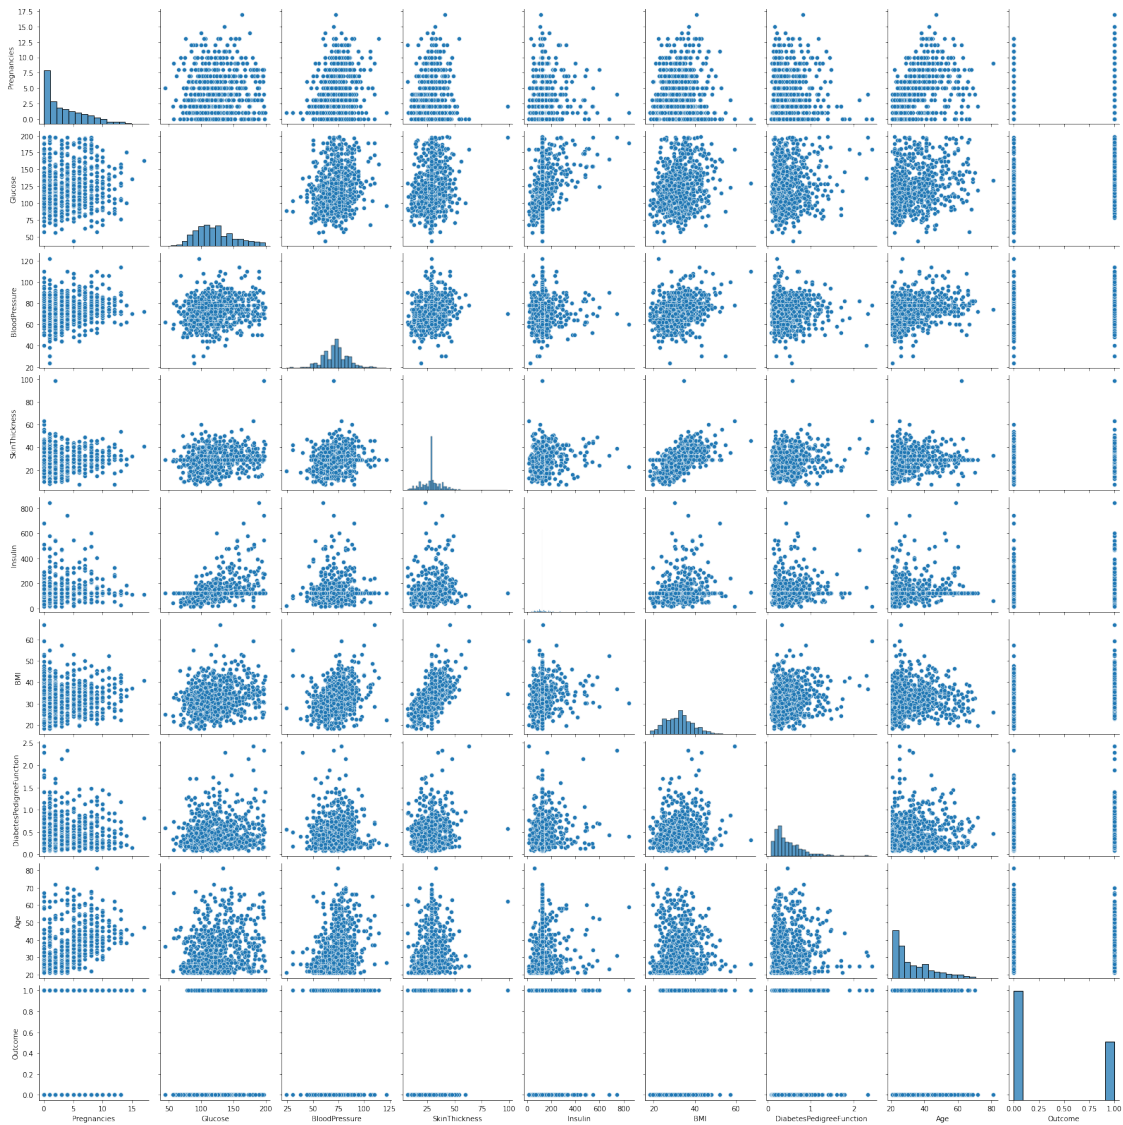 17.5
15.0
12.5
10.0
7.5
5.0
2.5
0.0
Pregnancies
200
175
150
125
100
75
50
Glucose
120
100
80
60
40
20
BloodPressure
100
80
60
40
20
SkinThickness
800
600
400
200
0
Insulin
60
50
40
30
20
BMI
2.5
2.0
1.5
1.0
0.5
0.0
DiabetesPedigreeFunction
80
70
60
50
40
30
20
Age
1.0
0.8
0.6
0.4
0.2
0.0
Outcome
0 5 10 15
Pregnancies
50 100 150 200
Glucose
25 50 75 100 125
BloodPressure
25 50 75 100
SkinThickness
0 200 400 600 800
Insulin
20 40 60
BMI
0 1 2
DiabetesPedigreeFunction
20 40 60 80
Age
0.00 0.25 0.50 0.75 1.00
Outcome